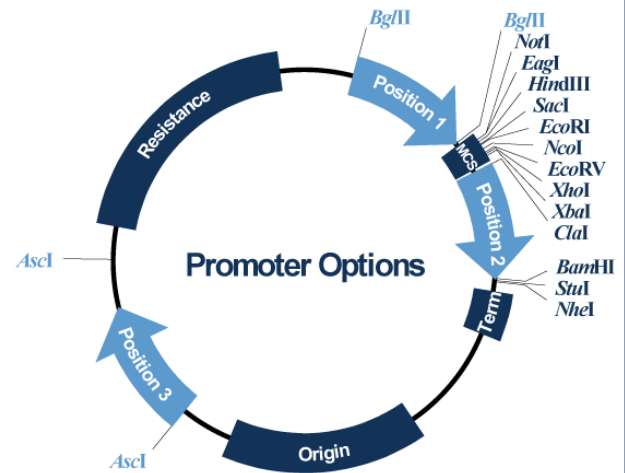 BglII
BglII
NotI
EagI
HindIII
SacI
EcoRI
NcoI
EcoRV
XhoI
XbaI
ClaI
Position 1
MCS
Position 2
Resistance
AscI
Promoter Options
BamHI
StuI
NheI
Term
Position 3
AscI
Origin